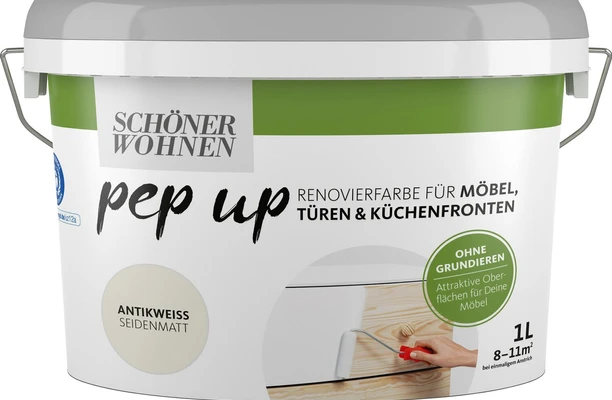 SCHÖNER
WOHNEN
pep up
RENOVIERFARBE FÜR MÖBEL,
TÜREN & KÜCHENFRONTEN
OHNE
GRUNDIEREN
Attraktive Ober-
flächen für Deine
Möbel
ANTIKWEISS
SEIDENMATT
1L
8–11m²
bei einmaligem Anstrich